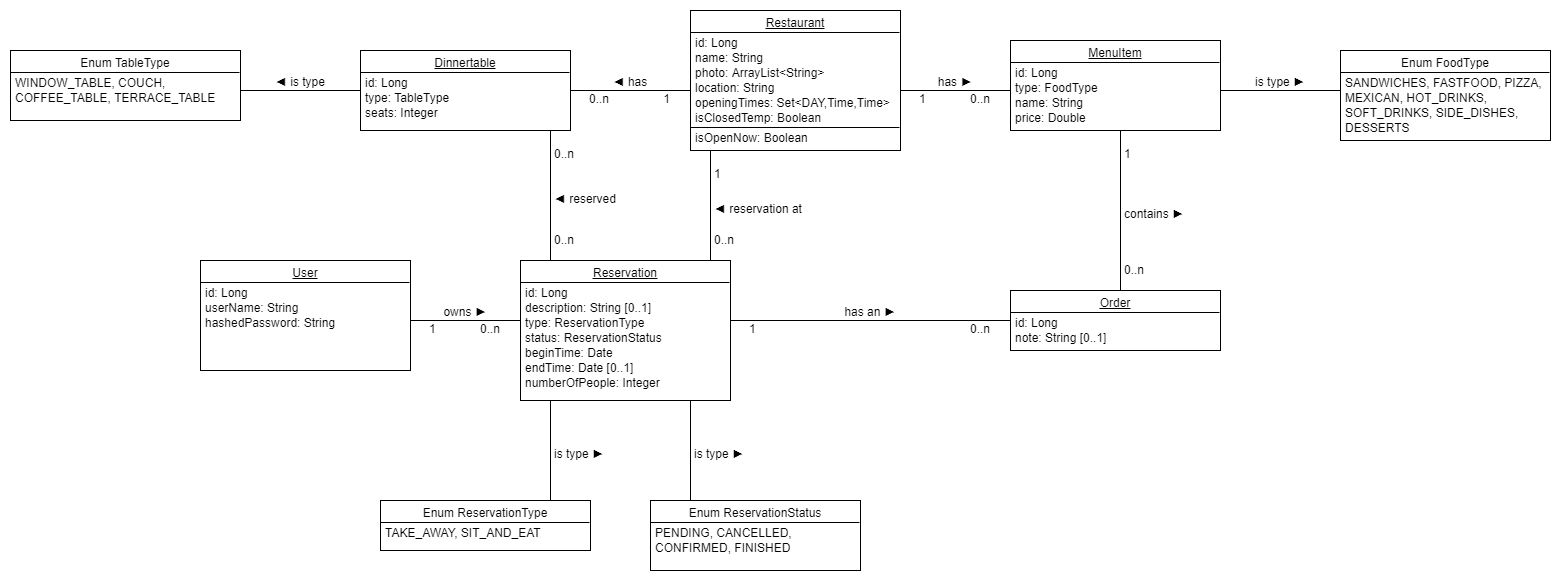 Restaurant
id: Long
name: String
photo: ArrayList<String>
location: String
openingTimes: Set<DAY,Time,Time>
isClosedTemp: Boolean
isOpenNow: Boolean
Enum TableType
WINDOW_TABLE, COUCH,
COFFEE_TABLE, TERRACE_TABLE
◄ is type
Dinnertable
id: Long
type: TableType
seats: Integer
◄ has
0..n
1
has ►
1
0..n
MenuItem
id: Long
type: FoodType
name: String
price: Double
is type ►
Enum FoodType
SANDWICHES, FASTFOOD, PIZZA,
MEXICAN, HOT_DRINKS,
SOFT_DRINKS, SIDE_DISHES,
DESSERTS
0..n
◄ reserved
0..n
1
◄ reservation at
0..n
1
contains ►
0..n
User
id: Long
userName: String
hashedPassword: String
owns ►
1
0..n
Reservation
id: Long
description: String [0..1]
type: ReservationType
status: ReservationStatus
beginTime: Date
endTime: Date [0..1]
numberOfPeople: Integer
has an ►
1
0..n
Order
id: Long
note: String [0..1]
is type ►
is type ►
Enum ReservationType
TAKE_AWAY, SIT_AND_EAT
Enum ReservationStatus
PENDING, CANCELLED,
CONFIRMED, FINISHED